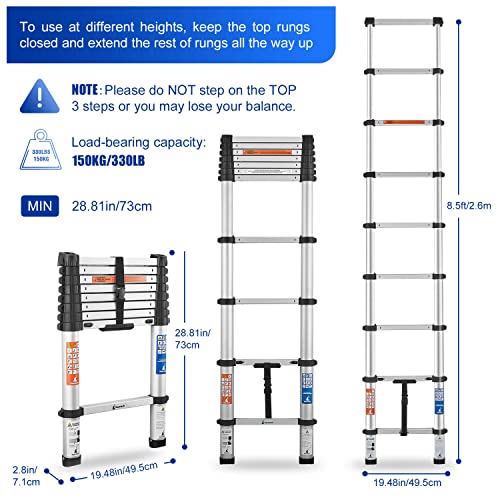 To use at different heights, keep the top rungs
closed and extend the rest of rungs all the way up
NOTE: Please do NOT step on the TOP
3 steps or you may lose your balance.
330LBS
150KG
Load-bearing capacity:
150KG/330LB
MIN 28.81in/73cm
8.5ft/2.6m
28.81in/
73cm
2.8in/
7.1cm
19.48in/49.5cm
19.48in/49.5cm